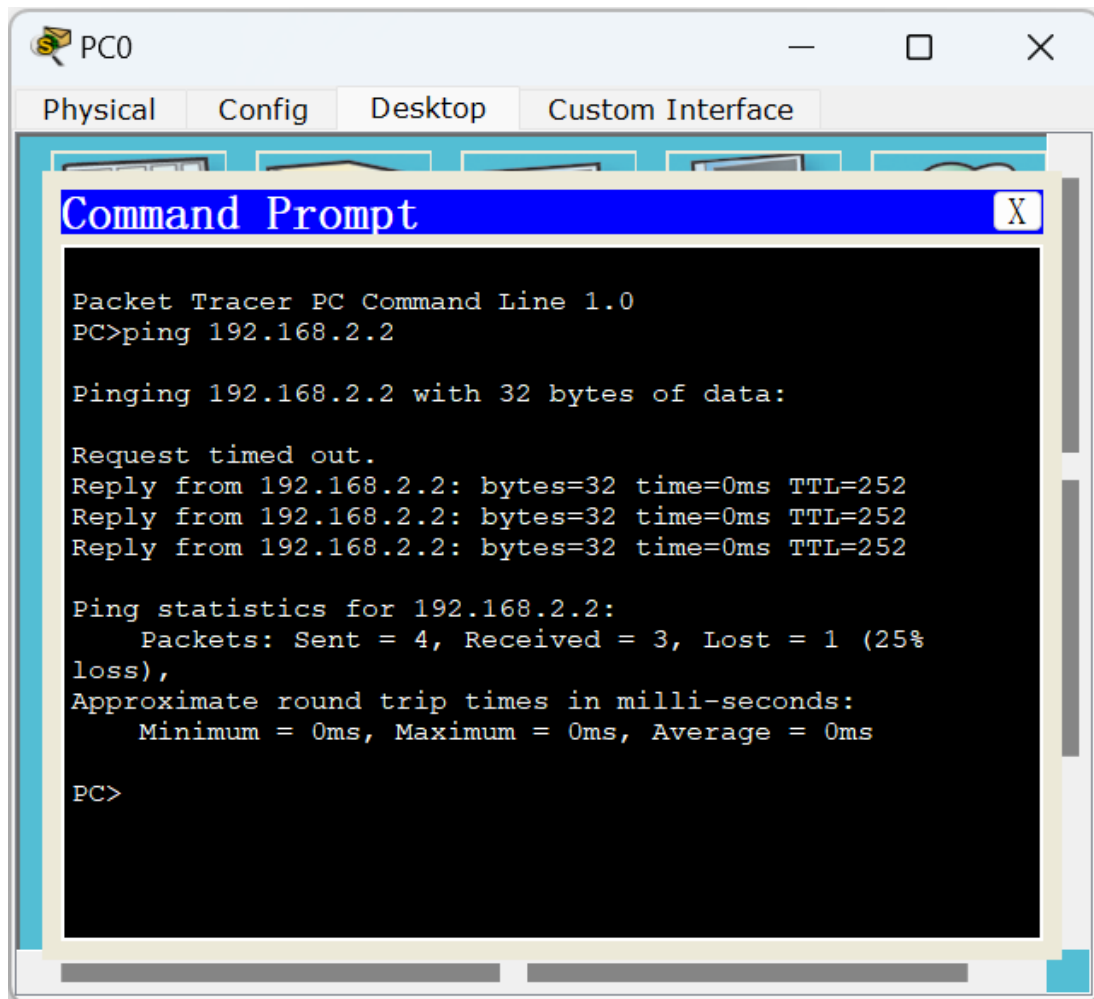 PC0
Physical Config Desktop Custom Interface
Command Prompt X
Packet Tracer PC Command Line 1.0
PC>ping 192.168.2.2
Pinging 192.168.2.2 with 32 bytes of data:
Request timed out.
Reply from 192.168.2.2: bytes=32 time=0ms TTL=252
Reply from 192.168.2.2: bytes=32 time=0ms TTL=252
Reply from 192.168.2.2: bytes=32 time=0ms TTL=252
Ping statistics for 192.168.2.2:
Packets: Sent = 4, Received = 3, Lost = 1 (25%
loss),
Approximate round trip times in milli-seconds:
Minimum = 0ms, Maximum = 0ms, Average = 0ms
PC>